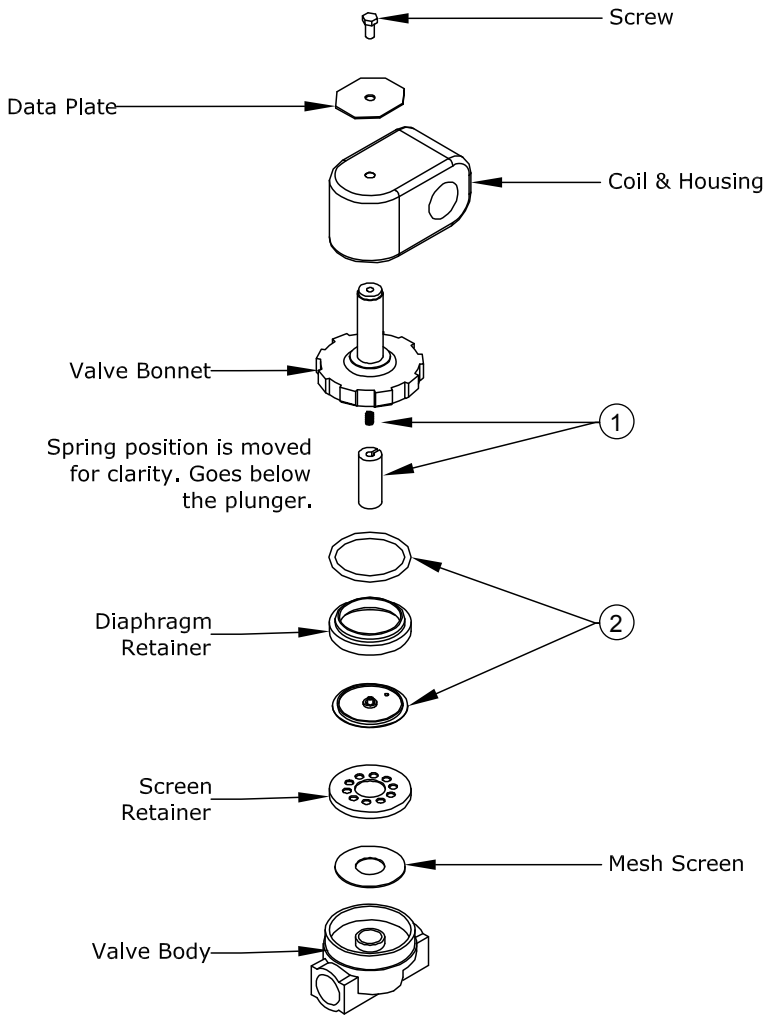 Screw
Data Plate
Coil & Housing
Valve Bonnet
1
Spring position is moved
for clarity. Goes below
the plunger.
Diaphragm
Retainer
2
Screen
Retainer
Mesh Screen
Valve Body